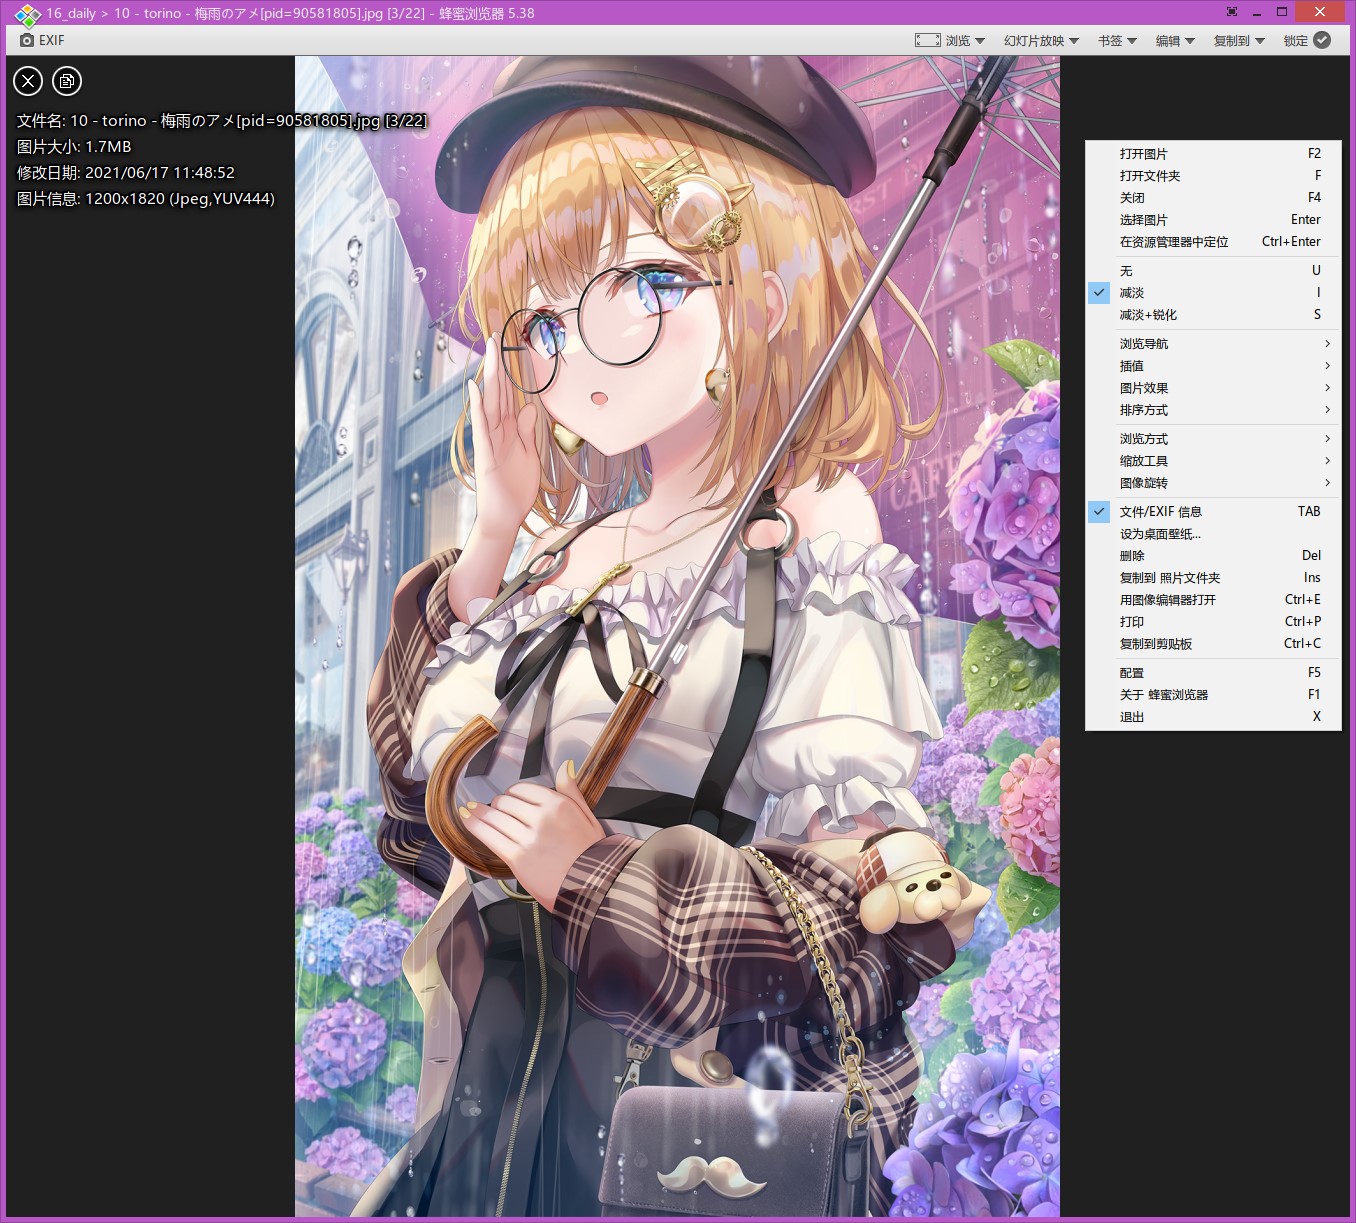 16_daily > 10 - torino - 梅雨のアメ[pid=90581805].jpg [3/22] - 蜂蜜浏览器 5.38
EXIF
浏览
幻灯片放映
书签
编辑
复制到
锁定
文件名: 10 - torino - 梅雨のアメ[pid=90581805].jpg [3/22]
图片大小: 1.7MB
修改日期: 2021/06/17 11:48:52
图片信息: 1200x1820 (Jpeg,YUV444)
CAFE
打开图片 F2
打开文件夹 F
关闭 F4
选择图片 Enter
在资源管理器中定位 Ctrl+Enter
无 U
减淡 I
减淡+锐化 S
浏览导航
插值
图片效果
排序方式
浏览方式
缩放工具
图像旋转
文件/EXIF 信息 TAB
设为桌面壁纸...
删除 Del
复制到 照片文件夹 Ins
用图像编辑器打开 Ctrl+E
打印 Ctrl+P
复制到剪贴板 Ctrl+C
配置 F5
关于 蜂蜜浏览器 F1
退出 X